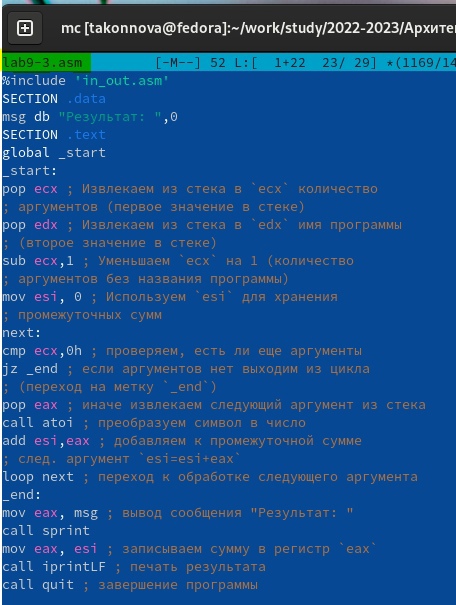 mc [takonnova@fedora]:~/work/study/2022-2023/Архите
lab9-3.asm [-M--] 52 L:[ 1+22 23/ 29] *(1169/14
%include 'in_out.asm'
SECTION .data
msg db "Результат: ",0
SECTION .text
global _start
_start:
pop ecx ; Извлекаем из стека в `ecx` количество
; аргументов (первое значение в стеке)
pop edx ; Извлекаем из стека в `edx` имя программы
; (второе значение в стеке)
sub ecx,1 ; Уменьшаем `ecx` на 1 (количество
; аргументов без названия программы)
mov esi, 0 ; Используем `esi` для хранения
; промежуточных сумм
next:
cmp ecx,0h ; проверяем, есть ли еще аргументы
jz _end ; если аргументов нет выходим из цикла
; (переход на метку `_end`)
pop eax ; иначе извлекаем следующий аргумент из стека
call atoi ; преобразуем символ в число
add esi,eax ; добавляем к промежуточной сумме
; след. аргумент `esi=esi+eax`
loop next ; переход к обработке следующего аргумента
_end:
mov eax, msg ; вывод сообщения "Результат: "
call sprint
mov eax, esi ; записываем сумму в регистр `eax`
call iprintLF ; печать результата
call quit ; завершение программы